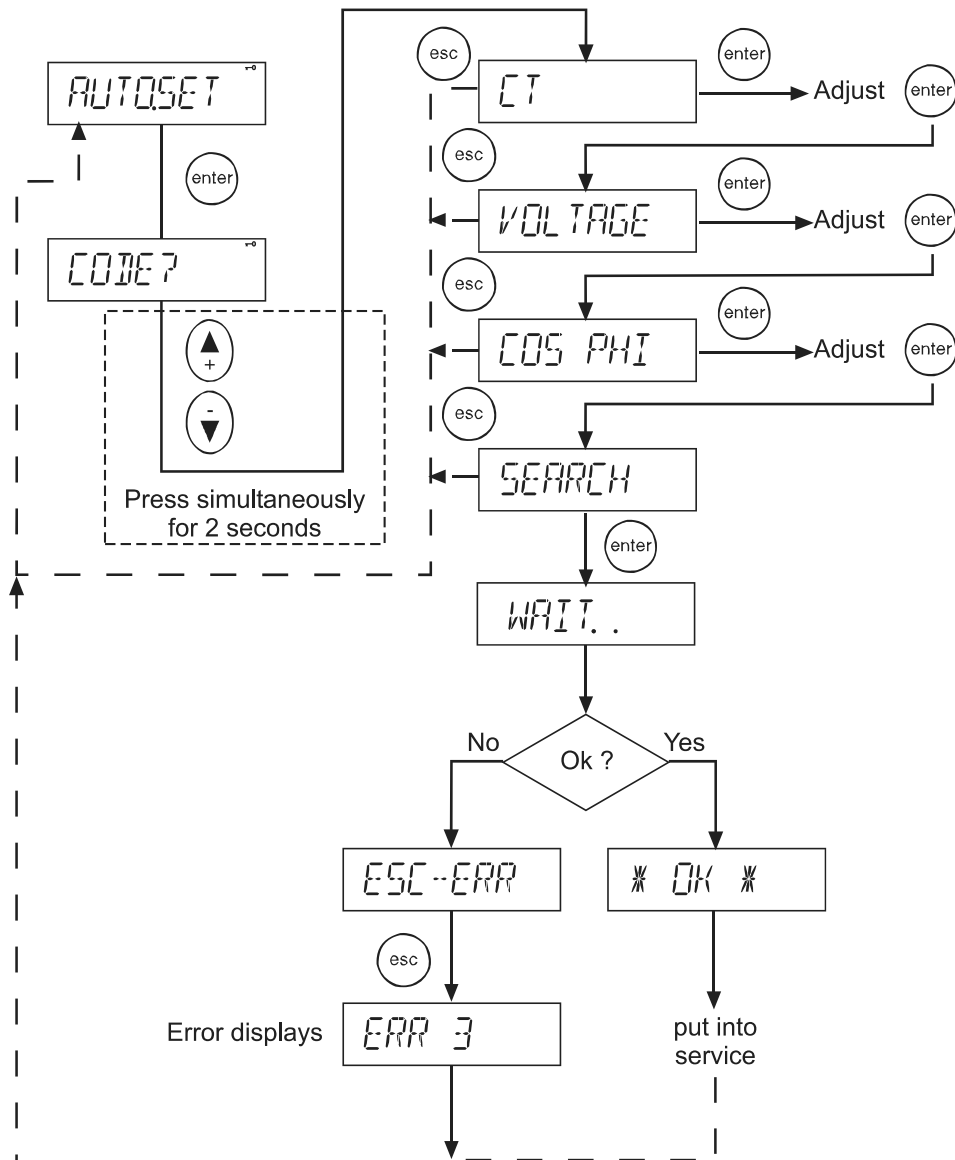 AUTO.SET
enter
CODE?
+
-
Press simultaneously
for 2 seconds
esc
CT
enter
Adjust
enter
esc
VOLTAGE
enter
Adjust
enter
esc
COS PHI
enter
Adjust
enter
esc
SEARCH
enter
WAIT..
Ok ?
No
Yes
ESC-ERR
* OK *
esc
Error displays
ERR 3
put into
service